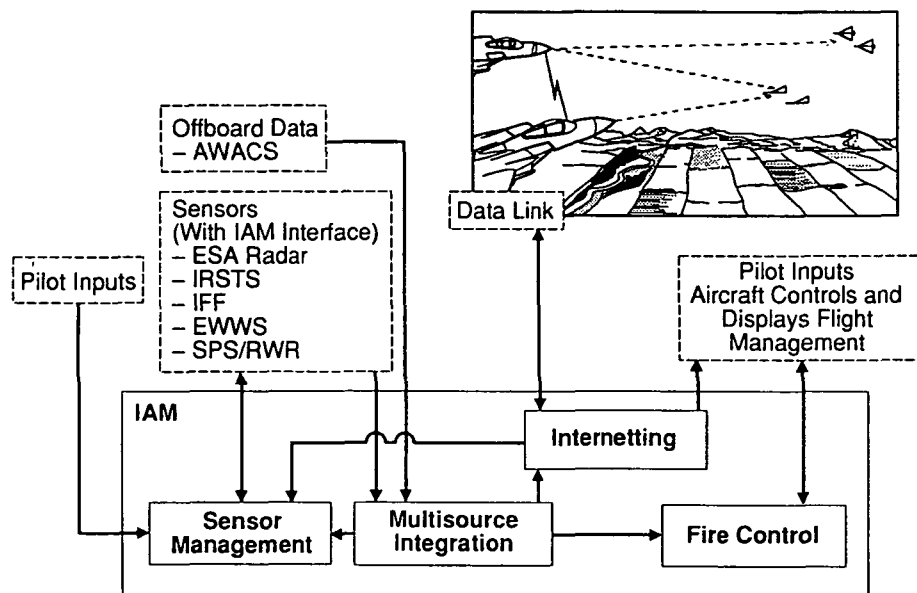 Offboard Data
– AWACS
Sensors
(With IAM Interface)
– ESA Radar
– IRSTS
– IFF
– EWWS
– SPS/RWR
Pilot Inputs
Data Link
Pilot Inputs
Aircraft Controls and
Displays Flight
Management
IAM
Internetting
Sensor
Management
Multisource
Integration
Fire Control